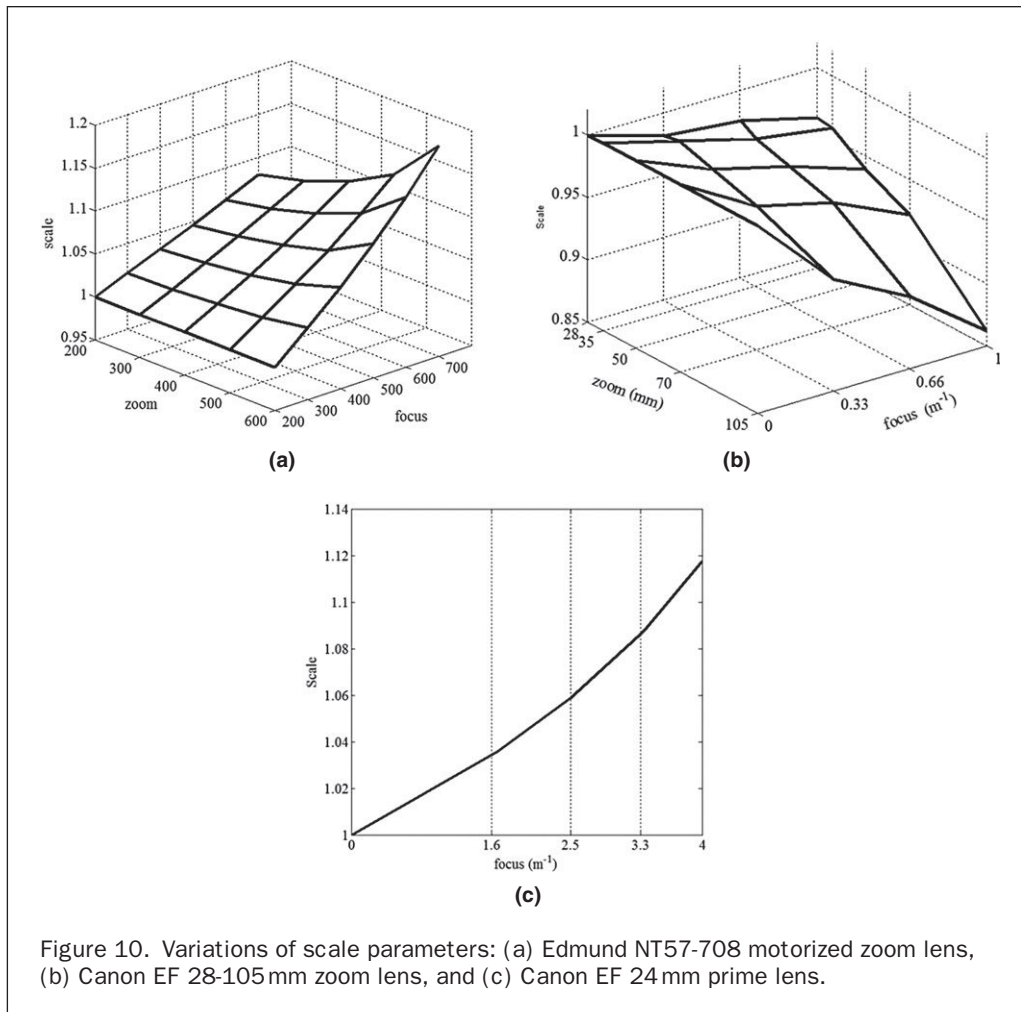 1.2
1.15
1.1
1.05
1
0.95
scale
200
300
400
500
600
zoom
200
300
400
500
600
700
focus
(a)
1
0.95
0.9
0.85
Scale
28
35
50
70
105
zoom (mm)
0
0.33
0.66
1
focus (m⁻¹)
(b)
1.14
1.12
1.1
1.08
1.06
1.04
1.02
1
Scale
0 1.6 2.5 3.3 4
focus (m⁻¹)
(c)
Figure 10. Variations of scale parameters: (a) Edmund NT57-708 motorized zoom lens,
(b) Canon EF 28-105 mm zoom lens, and (c) Canon EF 24 mm prime lens.